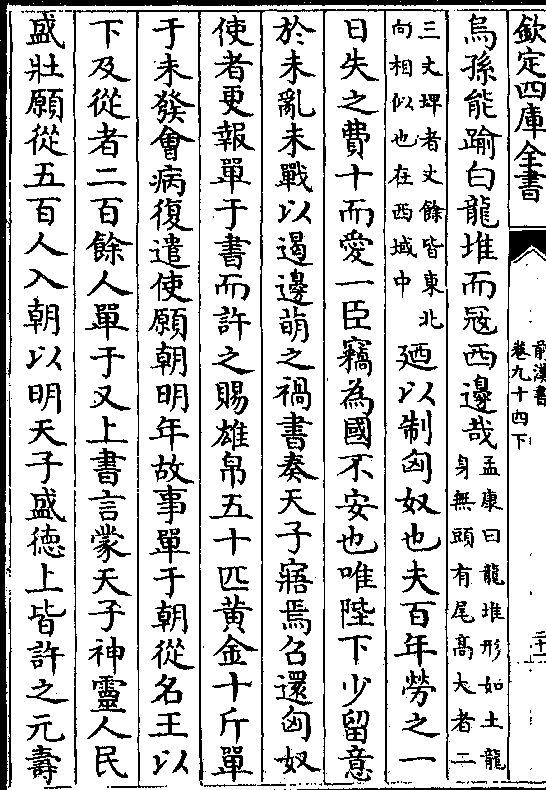 欽定四庫全書
前漢書
卷九十四下
二十
烏孫能踰白龍堆而冦西邊哉孟康曰龍堆形如土龍
身無頭有尾髙大者二
三丈埤者丈餘皆東北
向相似也在西域中廼以制匈奴也夫百年勞之一
日失之費十而愛一臣竊為國不安也唯陛下少留意
於未亂未戰以遏邊萌之禍書奏天子寤焉召還匈奴
使者更報單于書而許之賜雄帛五十匹黄金十斤單
于未發會病復遣使願朝明年故事單于朝從名王以
下及從者二百餘人單于又上書言蒙天子神靈人民
盛壯願從五百人入朝以明天子盛徳上皆許之元壽